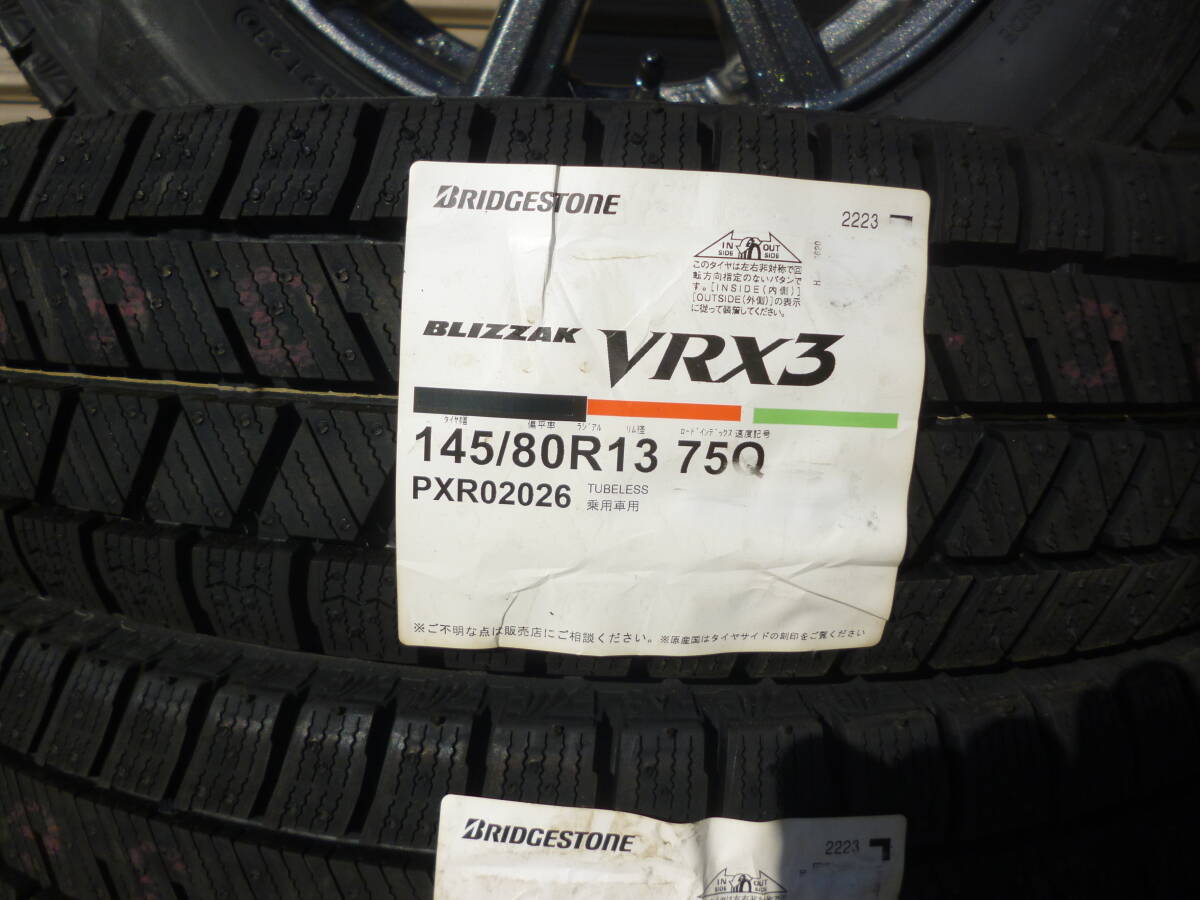 BRIDGESTONE
2223
IN SIDE
OUT SIDE
このタイヤは左右非対称で回
転方向指定のないパタンで
す。[INSIDE(内側)]
[OUTSIDE(外側)]の表示
に従って装着してください。
BLIZZAK VRX3
タイヤ幅 偏平率 ラジアル リム径 ロードインデックス 速度記号
145/80R13 75Q
PXR02026
TUBELESS
乗用車用
※ご不明な点は販売店にご相談ください。 ※原産国はタイヤサイドの刻印をご覧ください
BRIDGESTONE
2223
IN SIDE
OUT SIDE